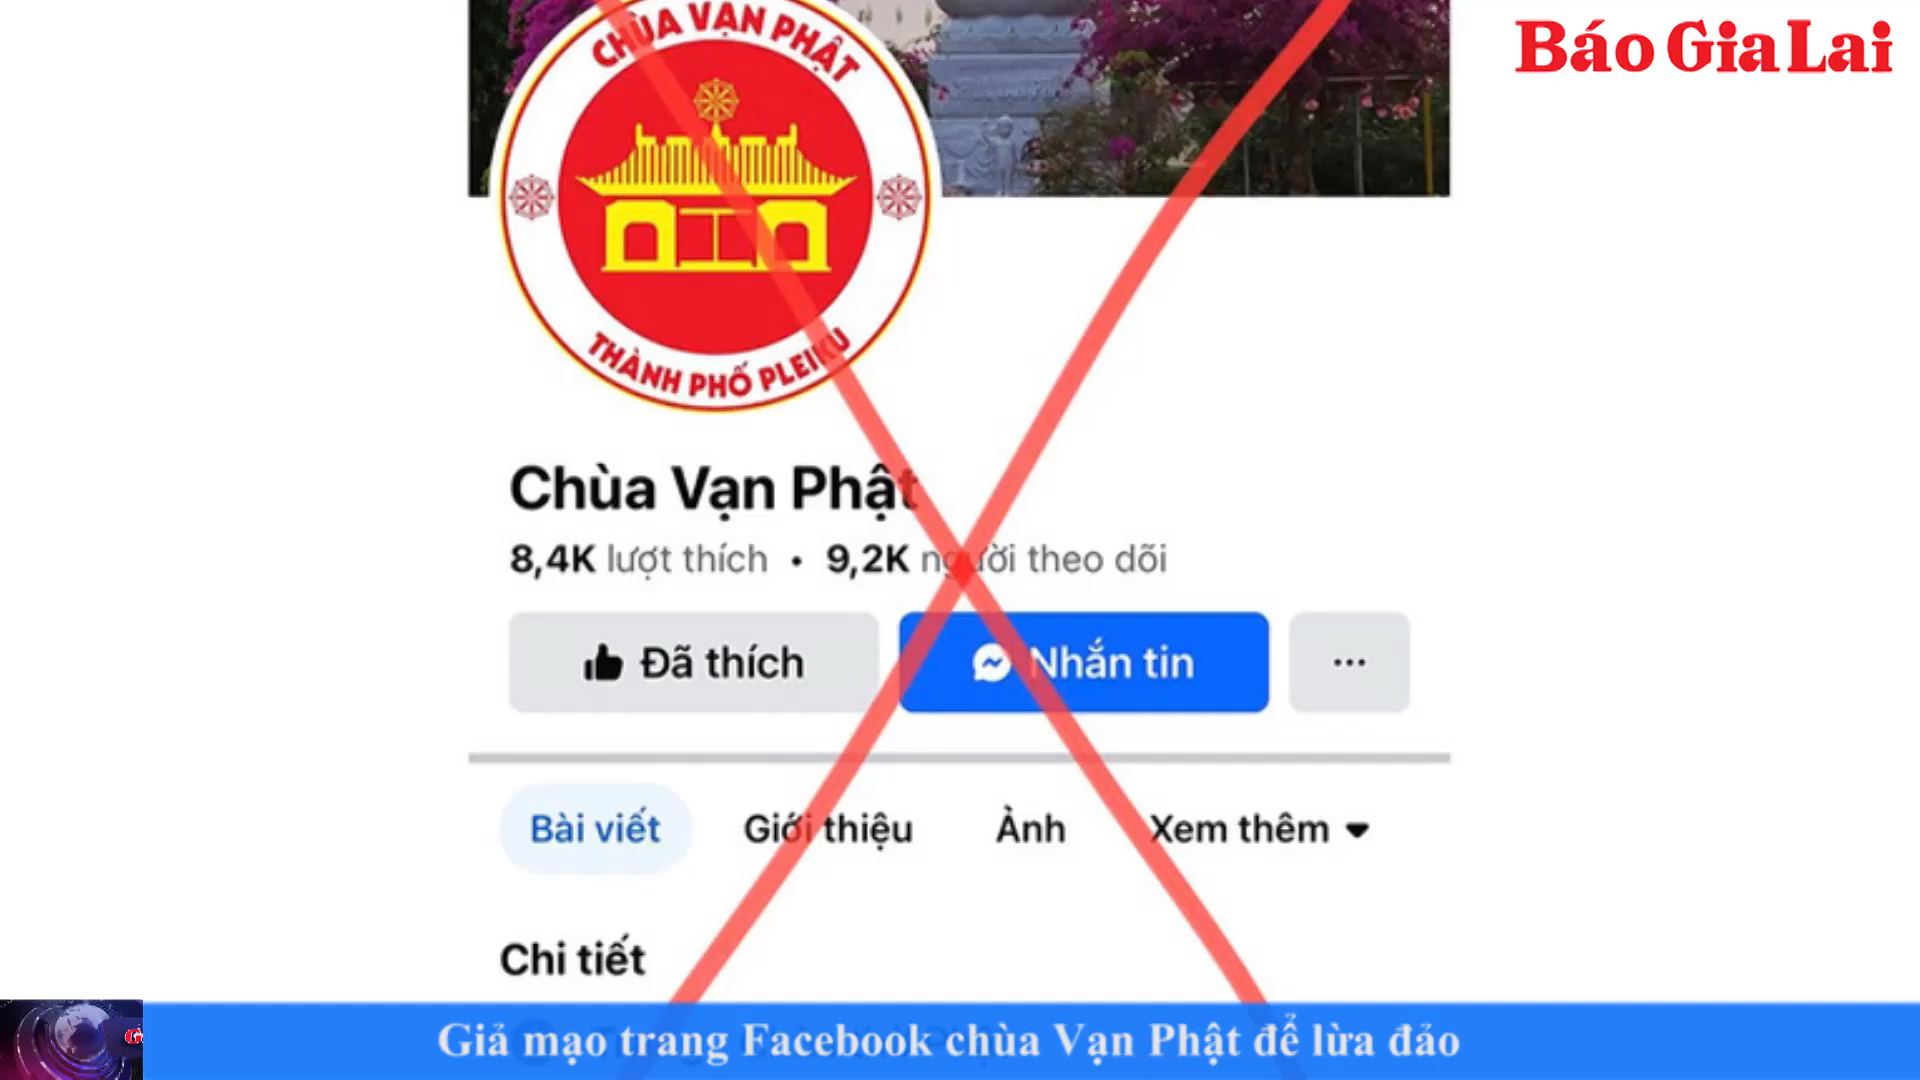 Báo Gia Lai
CHÙA VẠN PHẬT
THÀNH PHỐ PLEIKU
Chùa Vạn Phật
8,4K lượt thích • 9,2K người theo dõi
Đã thích
Nhắn tin
Bài viết
Giới thiệu
Ảnh
Xem thêm
Chi tiết
Giả mạo trang Facebook chùa Vạn Phật để lừa đảo